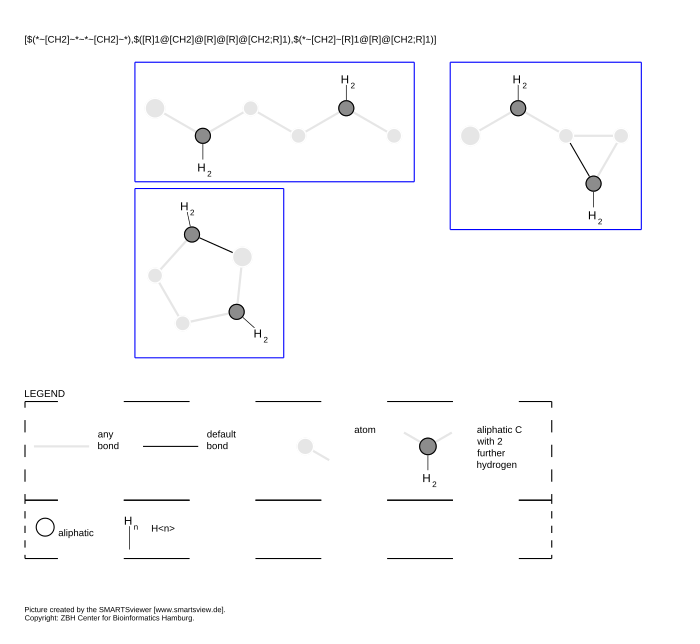 [$(*~[CH2]~*~*~[CH2]~*),$([R]1@[CH2]@[R]@[R]@[CH2;R]1),$(*~[CH2]~[R]1@[R]@[CH2;R]1)]
H2
H2
H2
H2
H2
H2
LEGEND
any
bond
default
bond
atom
aliphatic C
with 2
further
hydrogen
H2
aliphatic
Hn
H<n>
Picture created by the SMARTSviewer [www.smartsview.de].
Copyright: ZBH Center for Bioinformatics Hamburg.